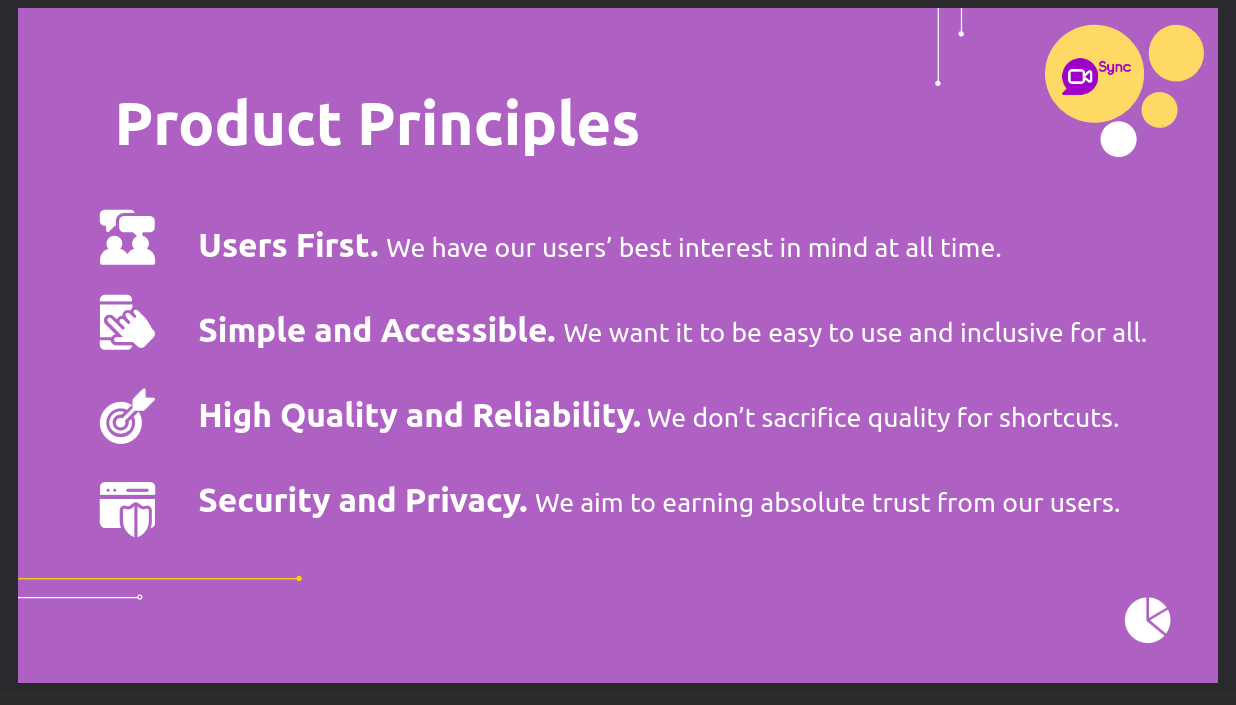 Sync
Product Principles
Users First. We have our users’ best interest in mind at all time.
Simple and Accessible. We want it to be easy to use and inclusive for all.
High Quality and Reliability. We don’t sacrifice quality for shortcuts.
Security and Privacy. We aim to earning absolute trust from our users.